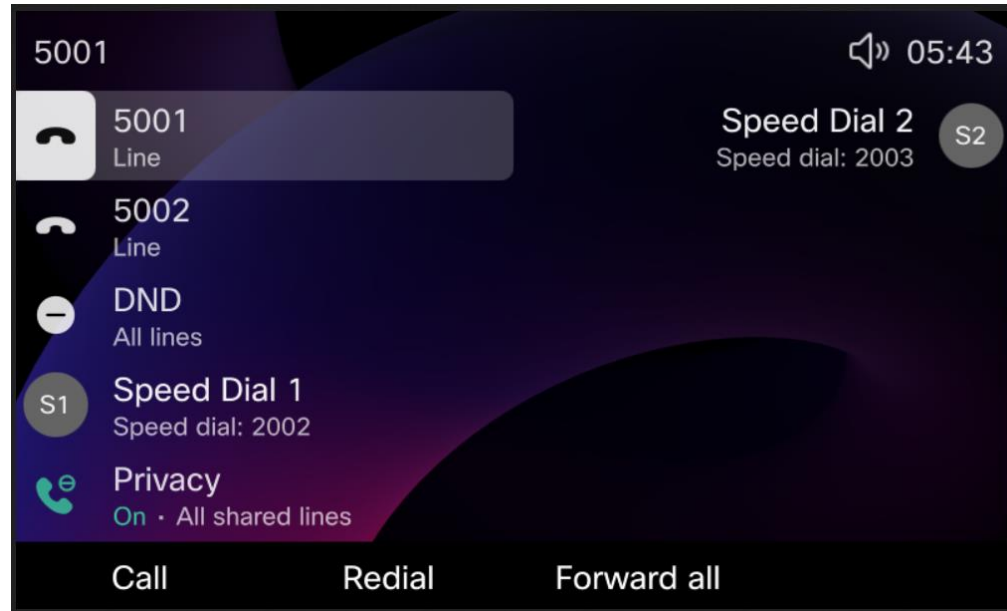 5001
05:43
5001
Line
Speed Dial 2
Speed dial: 2003
S2
5002
Line
DND
All lines
S1
Speed Dial 1
Speed dial: 2002
Privacy
On · All shared lines
Call
Redial
Forward all